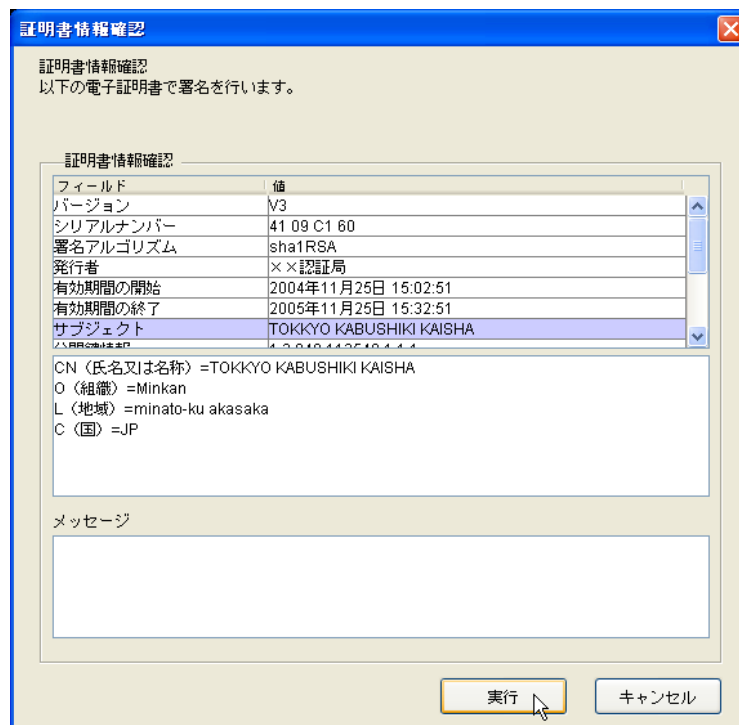 証明書情報確認
証明書情報確認
以下の電子証明書で署名を行います。
証明書情報確認
フィールド 値
バージョン V3
シリアルナンバー 41 09 C1 60
署名アルゴリズム sha1RSA
発行者 ××認証局
有効期間の開始 2004年11月25日 15:02:51
有効期間の終了 2005年11月25日 15:32:51
サブジェクト TOKKYO KABUSHIKI KAISHA
CN（氏名又は名称）=TOKKYO KABUSHIKI KAISHA
O（組織）=Minkan
L（地域）=minato-ku akasaka
C（国）=JP
メッセージ
実行 キャンセル